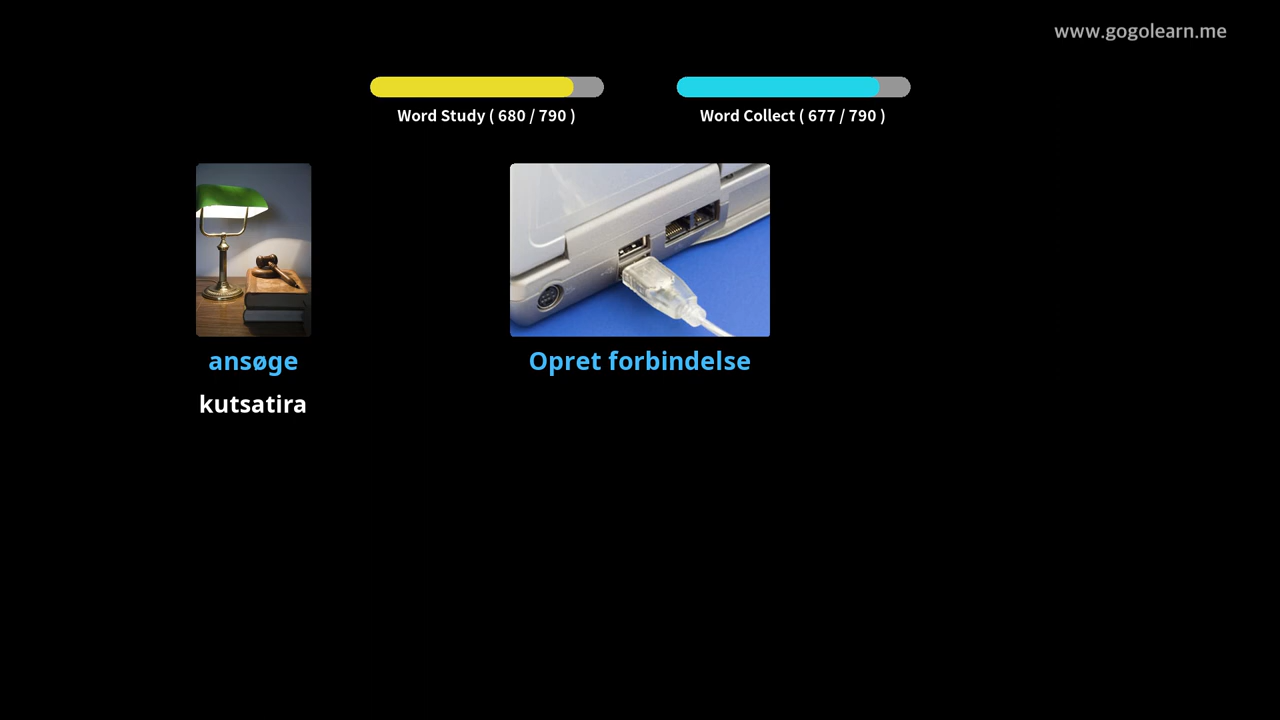 www.gogolearn.me
Word Study ( 680 / 790 )
Word Collect ( 677 / 790 )
ansøge
Opret forbindelse
kutsatira